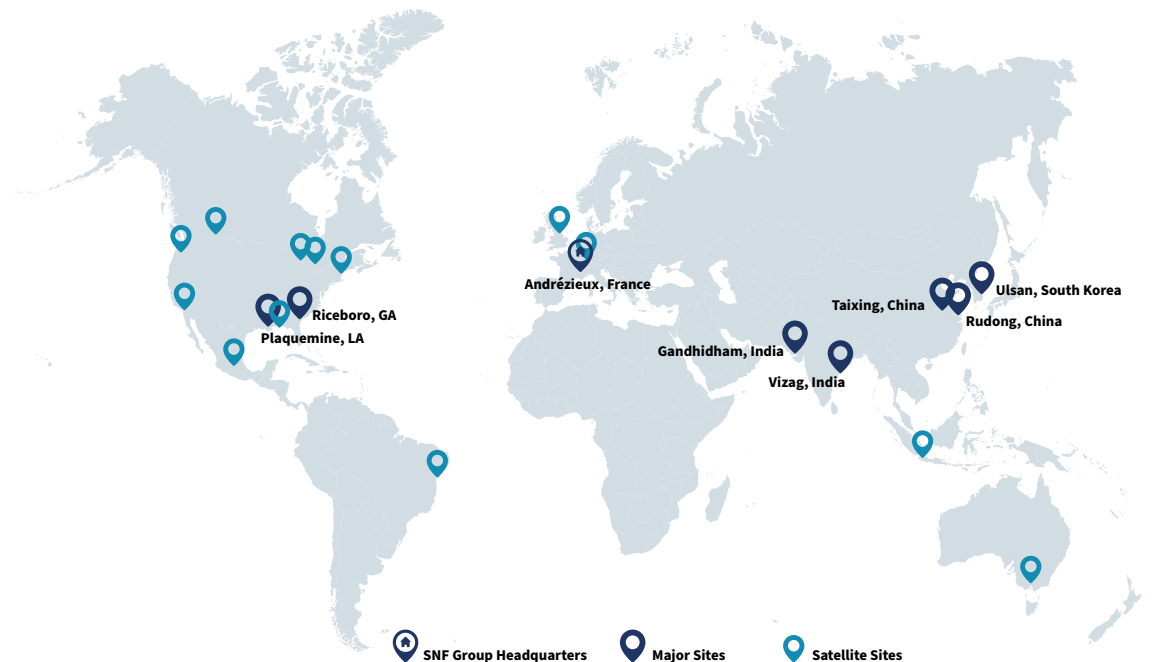 Andrézieux, France
Ulsan, South Korea
Taixing, China
Riceboro, GA
Rudong, China
Plaquemine, LA
Gandhidham, India
Vizag, India
SNF Group Headquarters
Major Sites
Satellite Sites